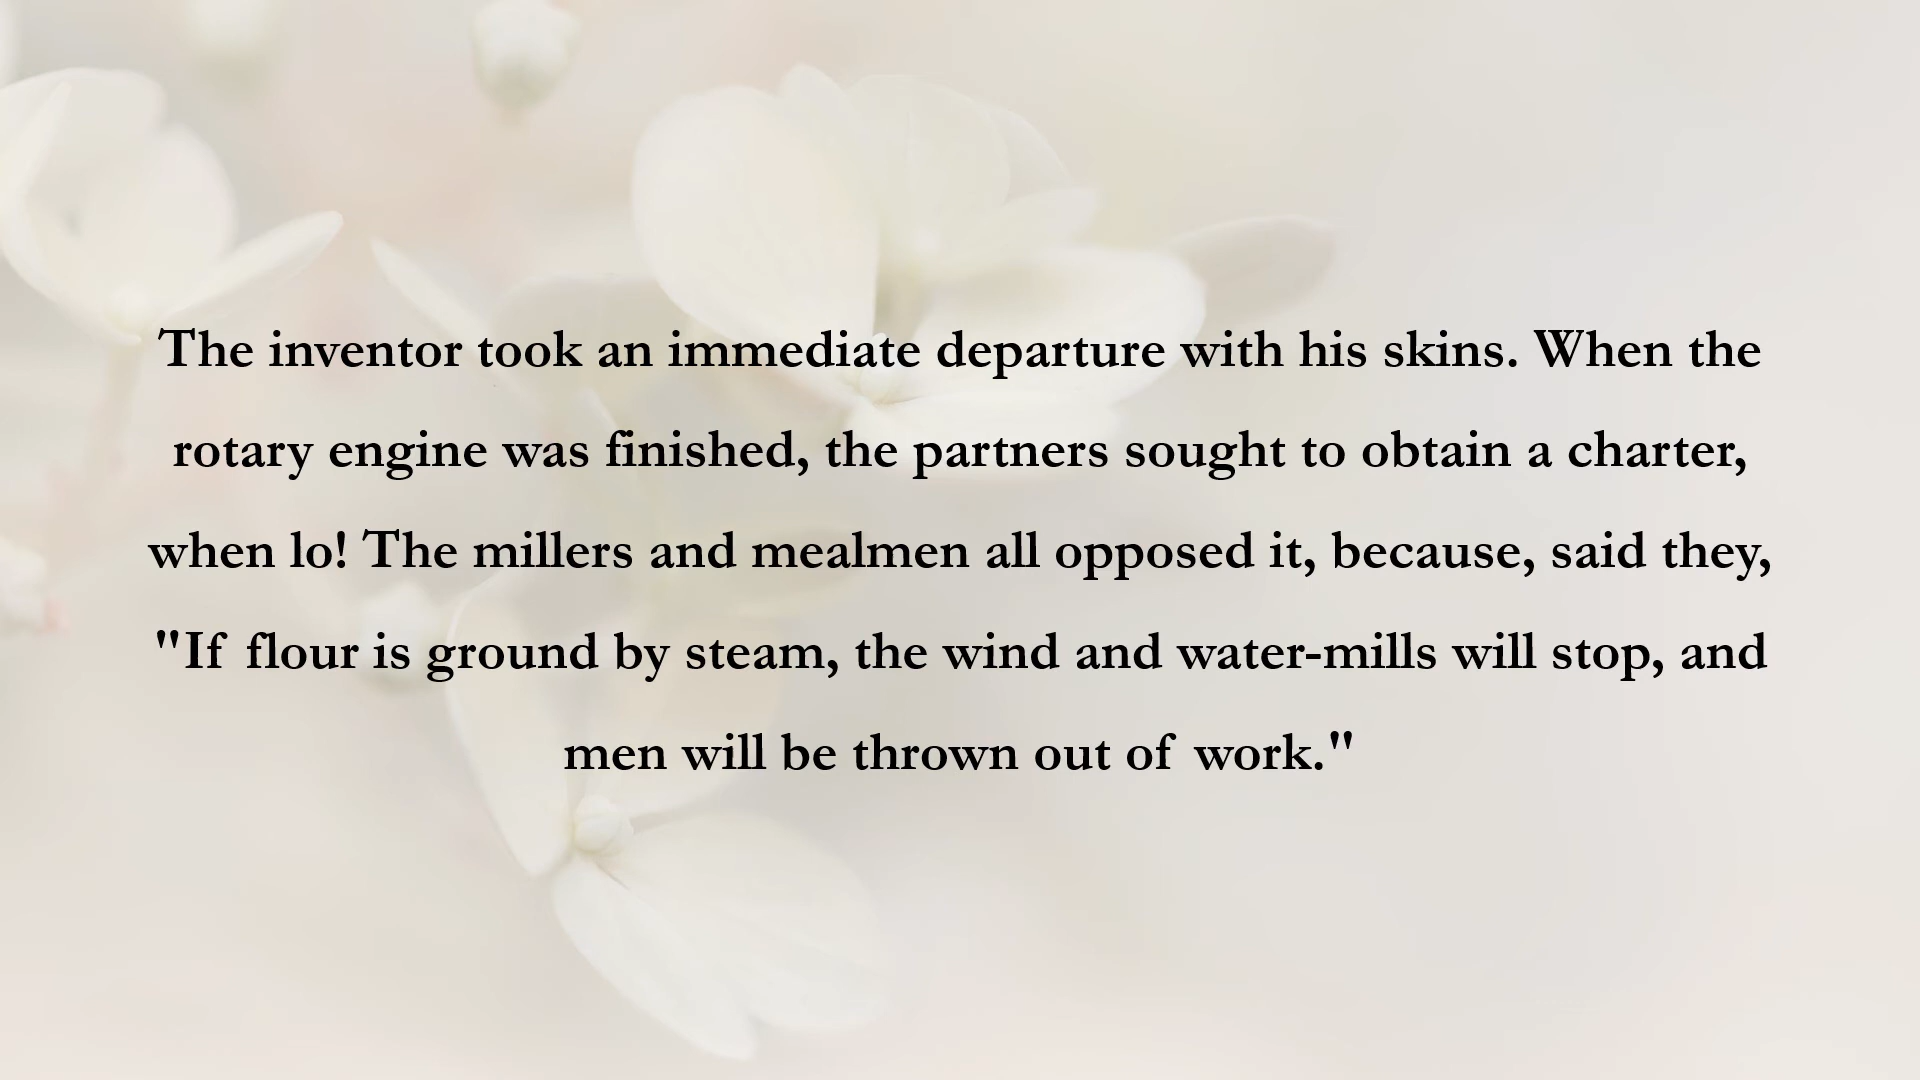 The inventor took an immediate departure with his skins. When the
rotary engine was finished, the partners sought to obtain a charter,
when lo! The millers and mealmen all opposed it, because, said they,
"If flour is ground by steam, the wind and water-mills will stop, and
men will be thrown out of work."